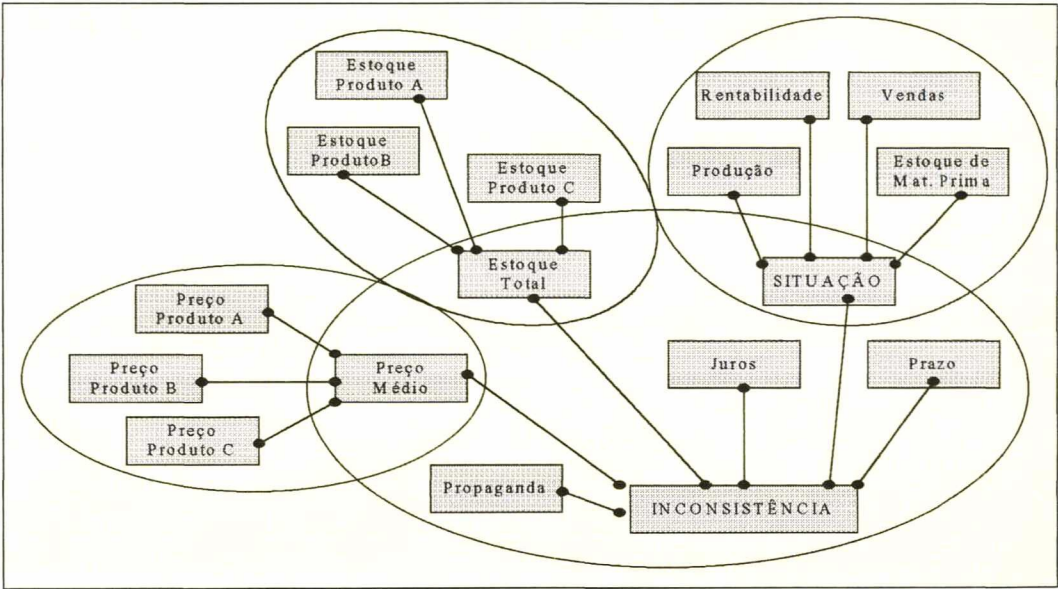 Estoque
Produto A
Estoque
ProdutoB
Estoque
Produto C
Estoque
Total
Rentabilidade
Vendas
Produção
Estoque de
Mat. Prima
SITUAÇÃO
Preço
Produto A
Preço
Produto B
Preço
Produto C
Preço
Médio
Juros
Prazo
Propaganda
INCONSISTÊNCIA